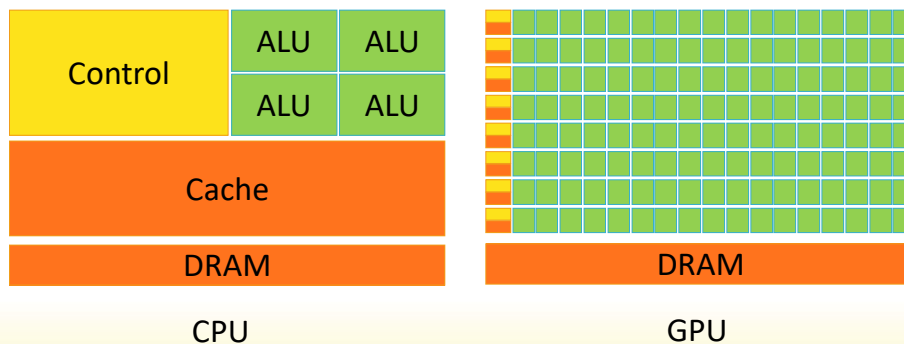 Control
ALU ALU
ALU ALU
Cache
DRAM
CPU
DRAM
GPU